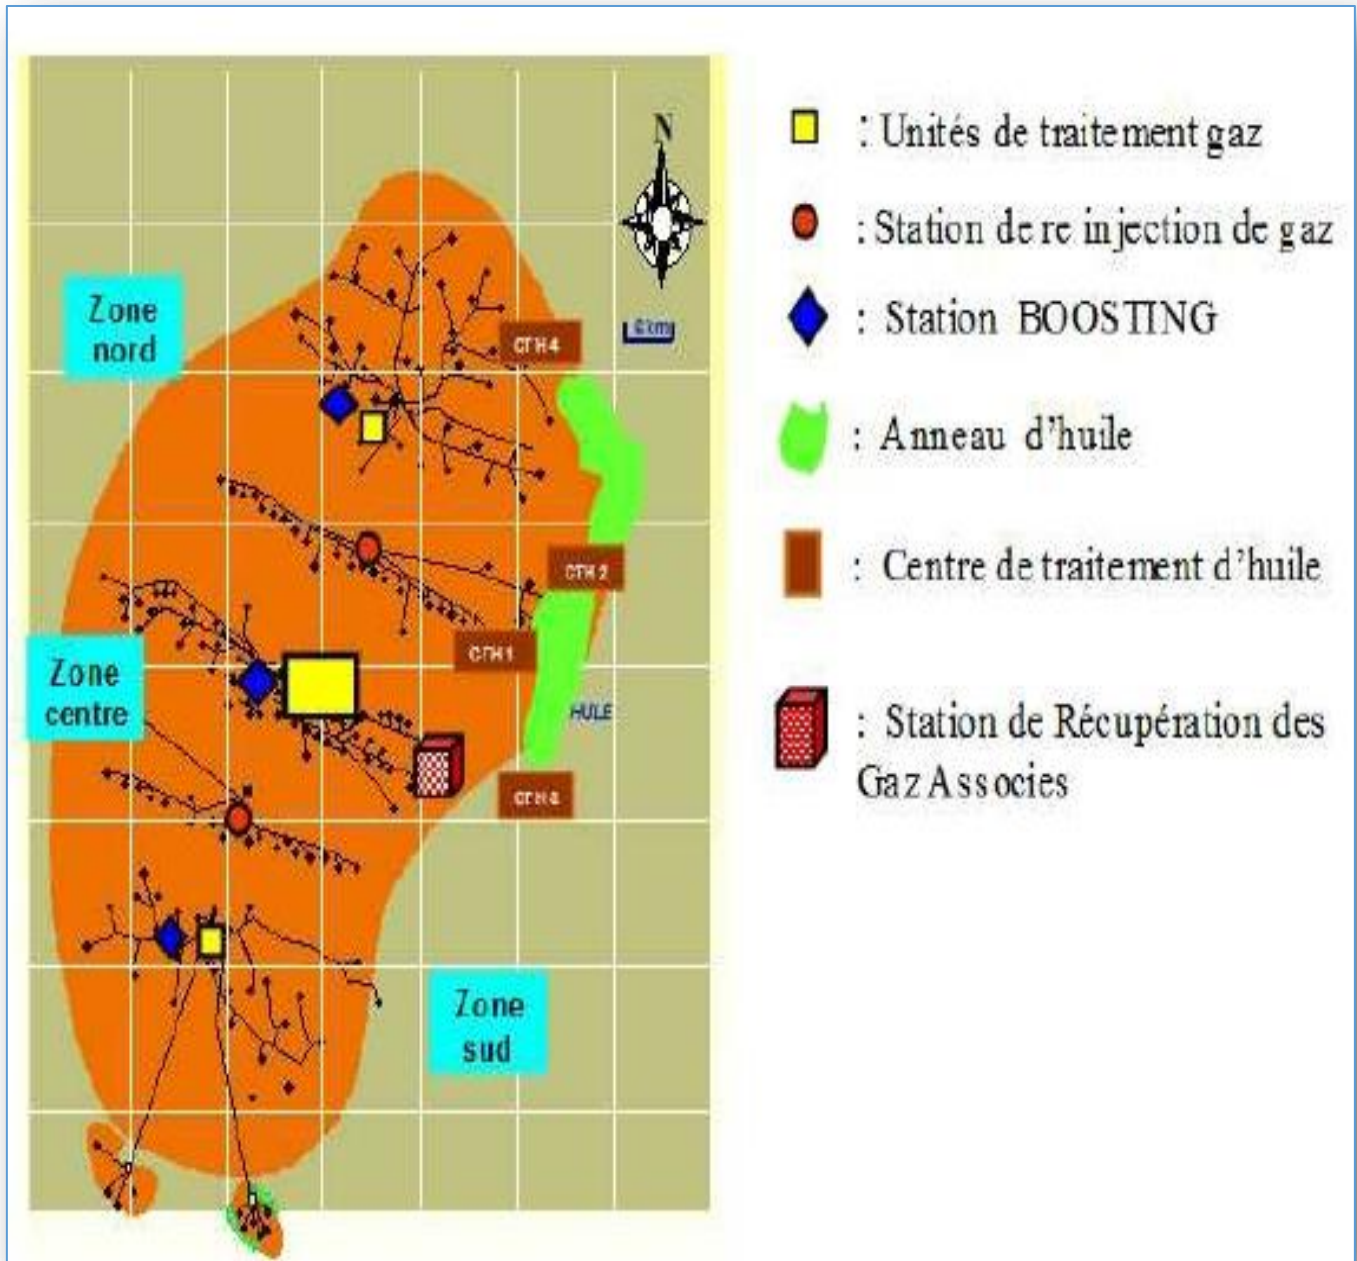 N
: Unités de traitement gaz
: Station de re injection de gaz
Zone
nord
: Station BOOSTING
CTH 4
: Anneau d'huile
CTH 2
: Centre de traitement d'huile
CTH 1
Zone
centre
HULE
: Station de Récupération des
Gaz Associes
Zone
sud